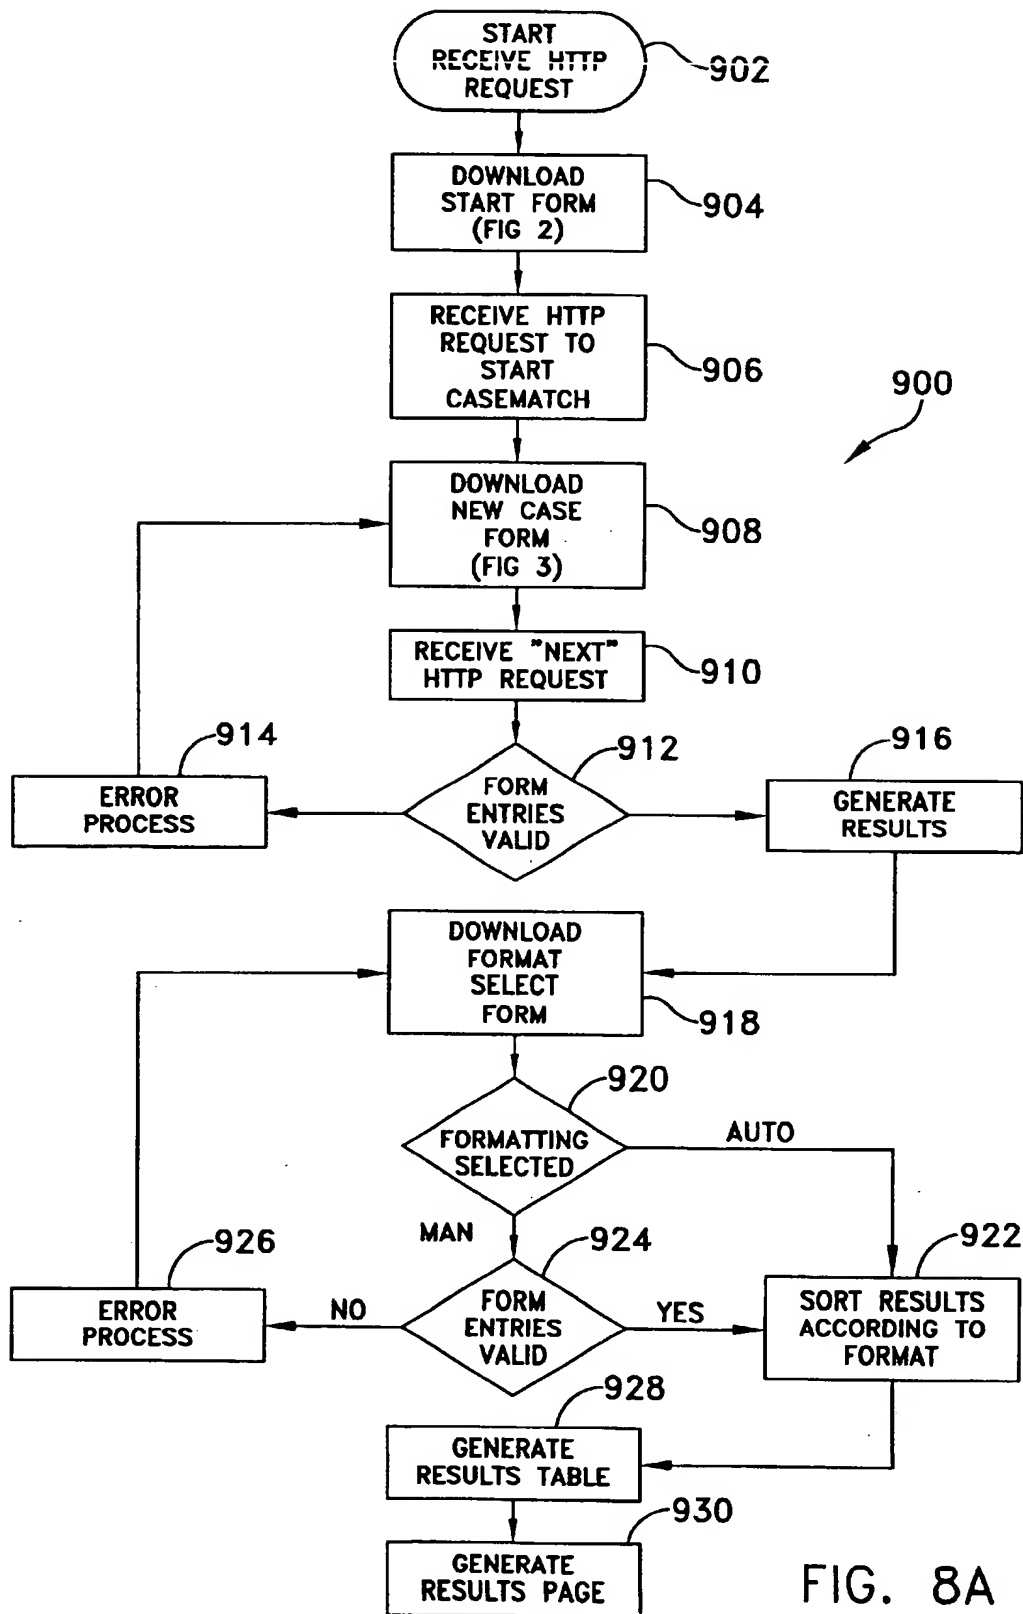 START
RECEIVE HTTP
REQUEST
902
DOWNLOAD
START FORM
(FIG 2)
904
RECEIVE HTTP
REQUEST TO
START
CASEMATCH
906
900
DOWNLOAD
NEW CASE
FORM
(FIG 3)
908
RECEIVE "NEXT"
HTTP REQUEST
910
914
ERROR
PROCESS
912
FORM
ENTRIES
VALID
916
GENERATE
RESULTS
DOWNLOAD
FORMAT
SELECT
FORM
918
920
FORMATTING
SELECTED
AUTO
MAN
926
ERROR
PROCESS
NO
924
FORM
ENTRIES
VALID
YES
922
SORT RESULTS
ACCORDING TO
FORMAT
928
GENERATE
RESULTS TABLE
930
GENERATE
RESULTS PAGE
FIG. 8A